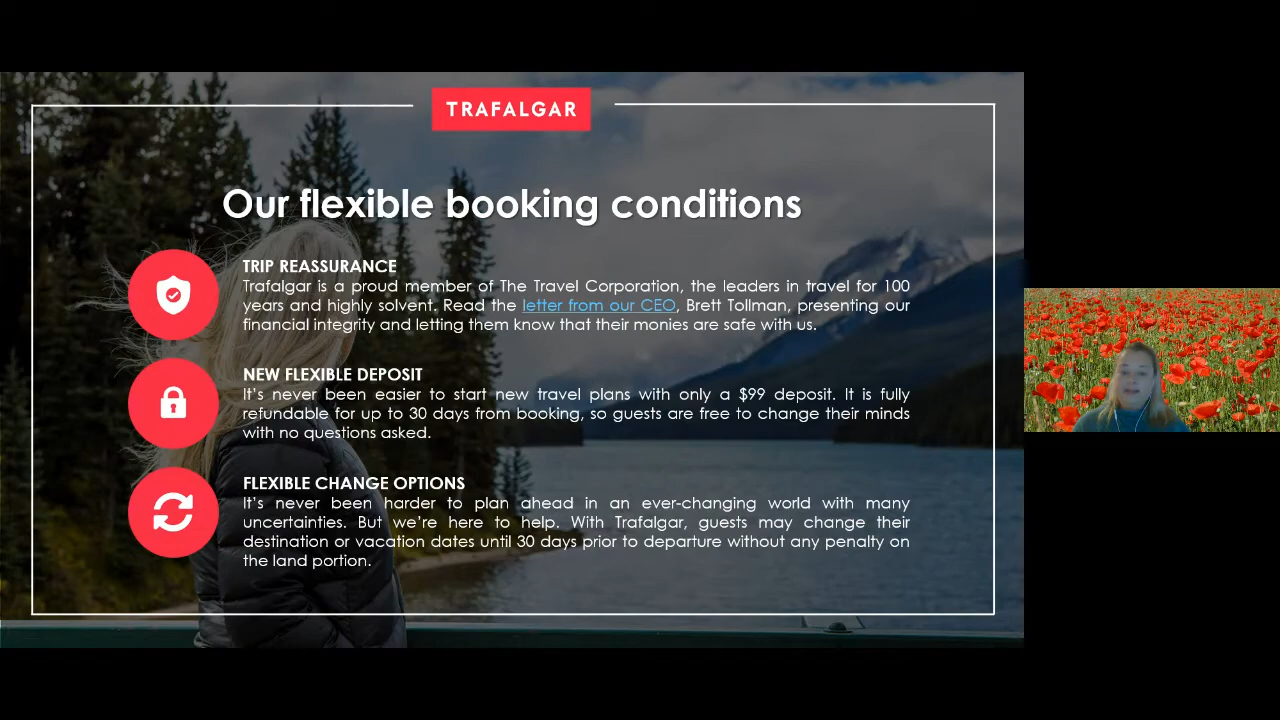 TRAFALGAR
Our flexible booking conditions
TRIP REASSURANCE
Trafalgar is a proud member of The Travel Corporation, the leaders in travel for 100
years and highly solvent. Read the letter from our CEO, Brett Tollman, presenting our
financial integrity and letting them know that their monies are safe with us.
NEW FLEXIBLE DEPOSIT
It's never been easier to start new travel plans with only a $99 deposit. It is fully
refundable for up to 30 days from booking, so guests are free to change their minds
with no questions asked.
FLEXIBLE CHANGE OPTIONS
It's never been harder to plan ahead in an ever-changing world with many
uncertainties. But we're here to help. With Trafalgar, guests may change their
destination or vacation dates until 30 days prior to departure without any penalty on
the land portion.